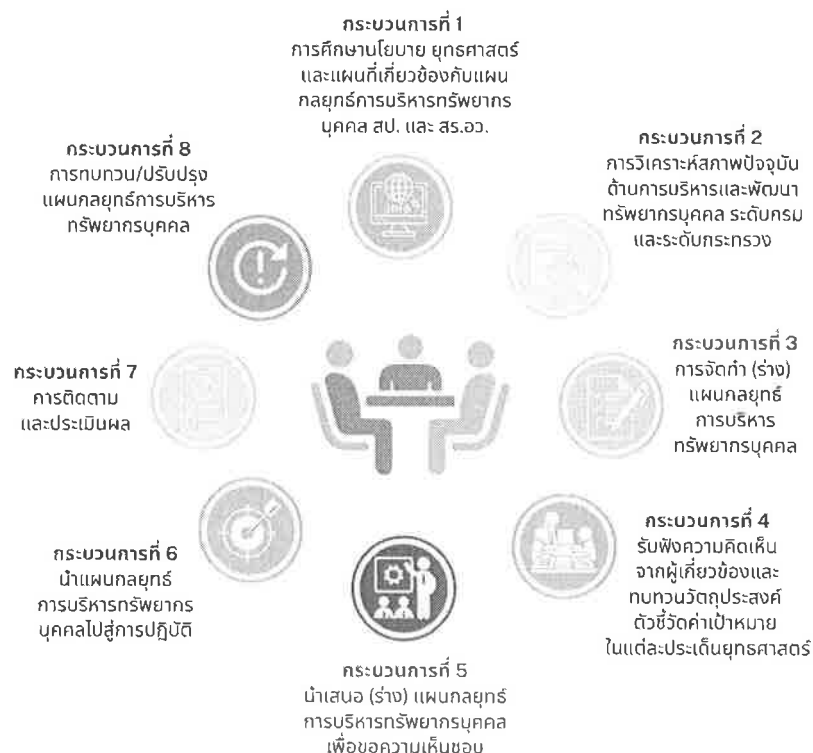 กระบวนการที่ 1
การศึกษานโยบาย ยุทธศาสตร์
และแผนที่เกี่ยวข้องกับแผน
กลยุทธ์การบริหารทรัพยากร
บุคคล สป. และ สร.อว.
กระบวนการที่ 2
การวิเคราะห์สภาพปัจจุบัน
ด้านการบริหารและพัฒนา
ทรัพยากรบุคคล ระดับกรม
และระดับกระทรวง
กระบวนการที่ 3
การจัดทำ (ร่าง)
แผนกลยุทธ์
การบริหาร
ทรัพยากรบุคคล
กระบวนการที่ 4
รับฟังความคิดเห็น
จากผู้เกี่ยวข้องและ
ทบทวนวัตถุประสงค์
ตัวชี้วัดค่าเป้าหมาย
ในแต่ละประเด็นยุทธศาสตร์
กระบวนการที่ 5
นำเสนอ (ร่าง) แผนกลยุทธ์
การบริหารทรัพยากรบุคคล
เพื่อขอความเห็นชอบ
กระบวนการที่ 6
นำแผนกลยุทธ์
การบริหารทรัพยากร
บุคคลไปสู่การปฏิบัติ
กระบวนการที่ 7
การติดตาม
และประเมินผล
กระบวนการที่ 8
การทบทวน/ปรับปรุง
แผนกลยุทธ์การบริหาร
ทรัพยากรบุคคล